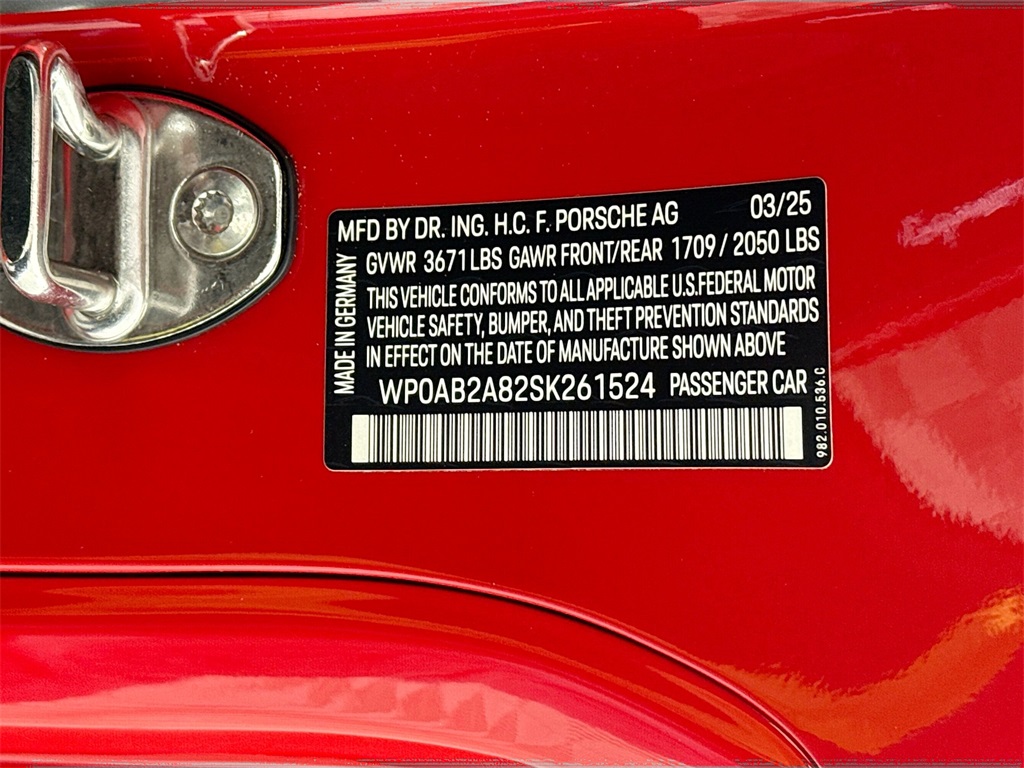 MFD BY DR. ING. H.C. F. PORSCHE AG 03/25
GVWR 3671 LBS GAWR FRONT/REAR 1709 / 2050 LBS
THIS VEHICLE CONFORMS TO ALL APPLICABLE U.S.FEDERAL MOTOR
VEHICLE SAFETY, BUMPER, AND THEFT PREVENTION STANDARDS
IN EFFECT ON THE DATE OF MANUFACTURE SHOWN ABOVE
MADE IN GERMANY
WP0AB2A82SK261524 PASSENGER CAR
982.010.536.C